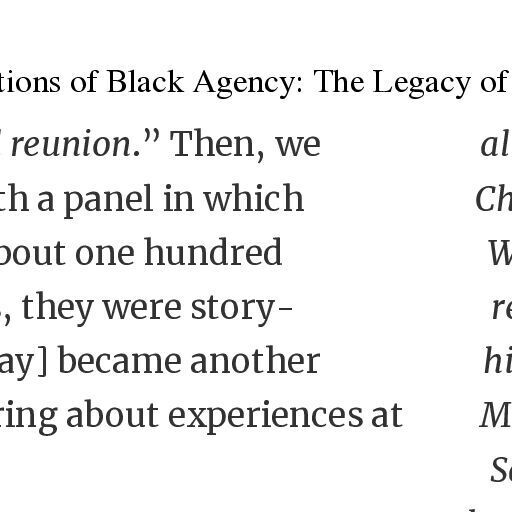 tions of Black Agency: The Legacy of
reunion.” Then, we
th a panel in which
bout one hundred
, they were story-
ay] became another
ring about experiences at
al
Ch
W
re
hi
M
Sc